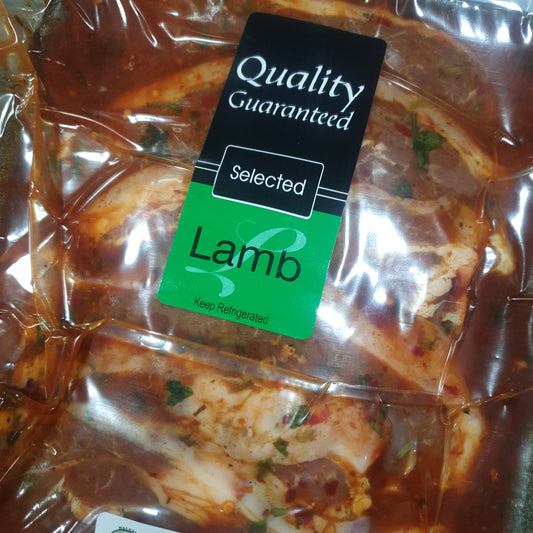 Quality
Guaranteed
Selected
Lamb
Keep Refrigerated